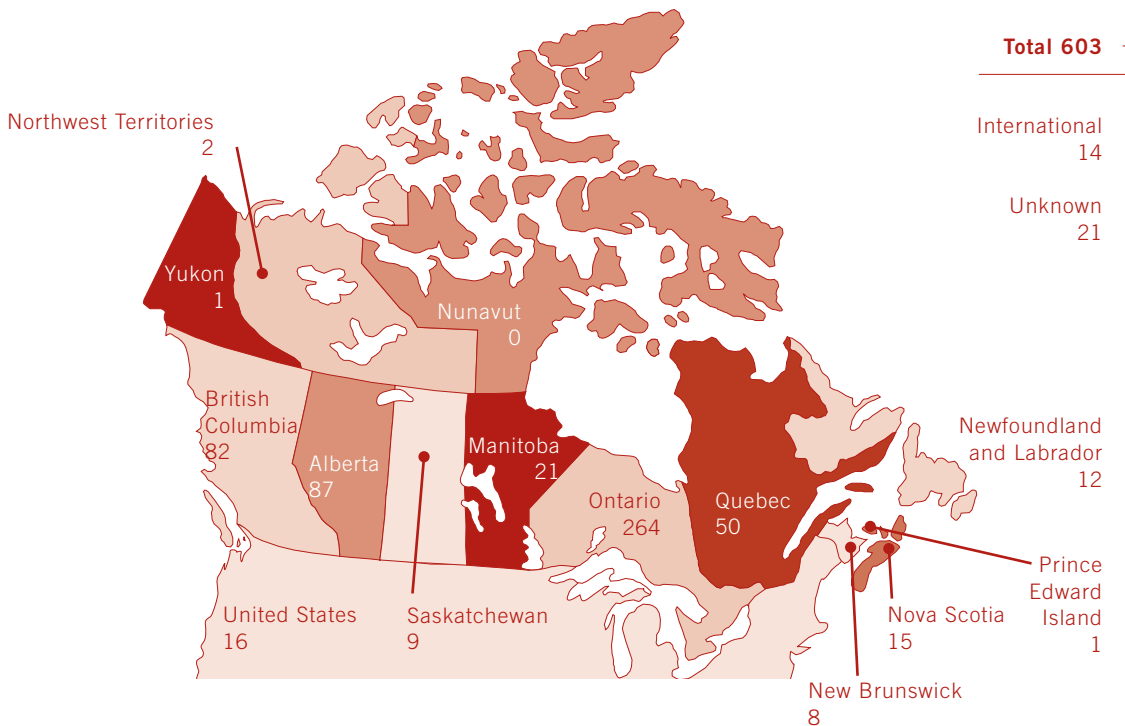 Total 603
International
14
Unknown
21
Northwest Territories
2
Yukon
1
Nunavut
0
British
Columbia
82
Alberta
87
Manitoba
21
Ontario
264
Quebec
50
Newfoundland
and Labrador
12
United States
16
Saskatchewan
9
Prince
Edward
Island
1
Nova Scotia
15
New Brunswick
8